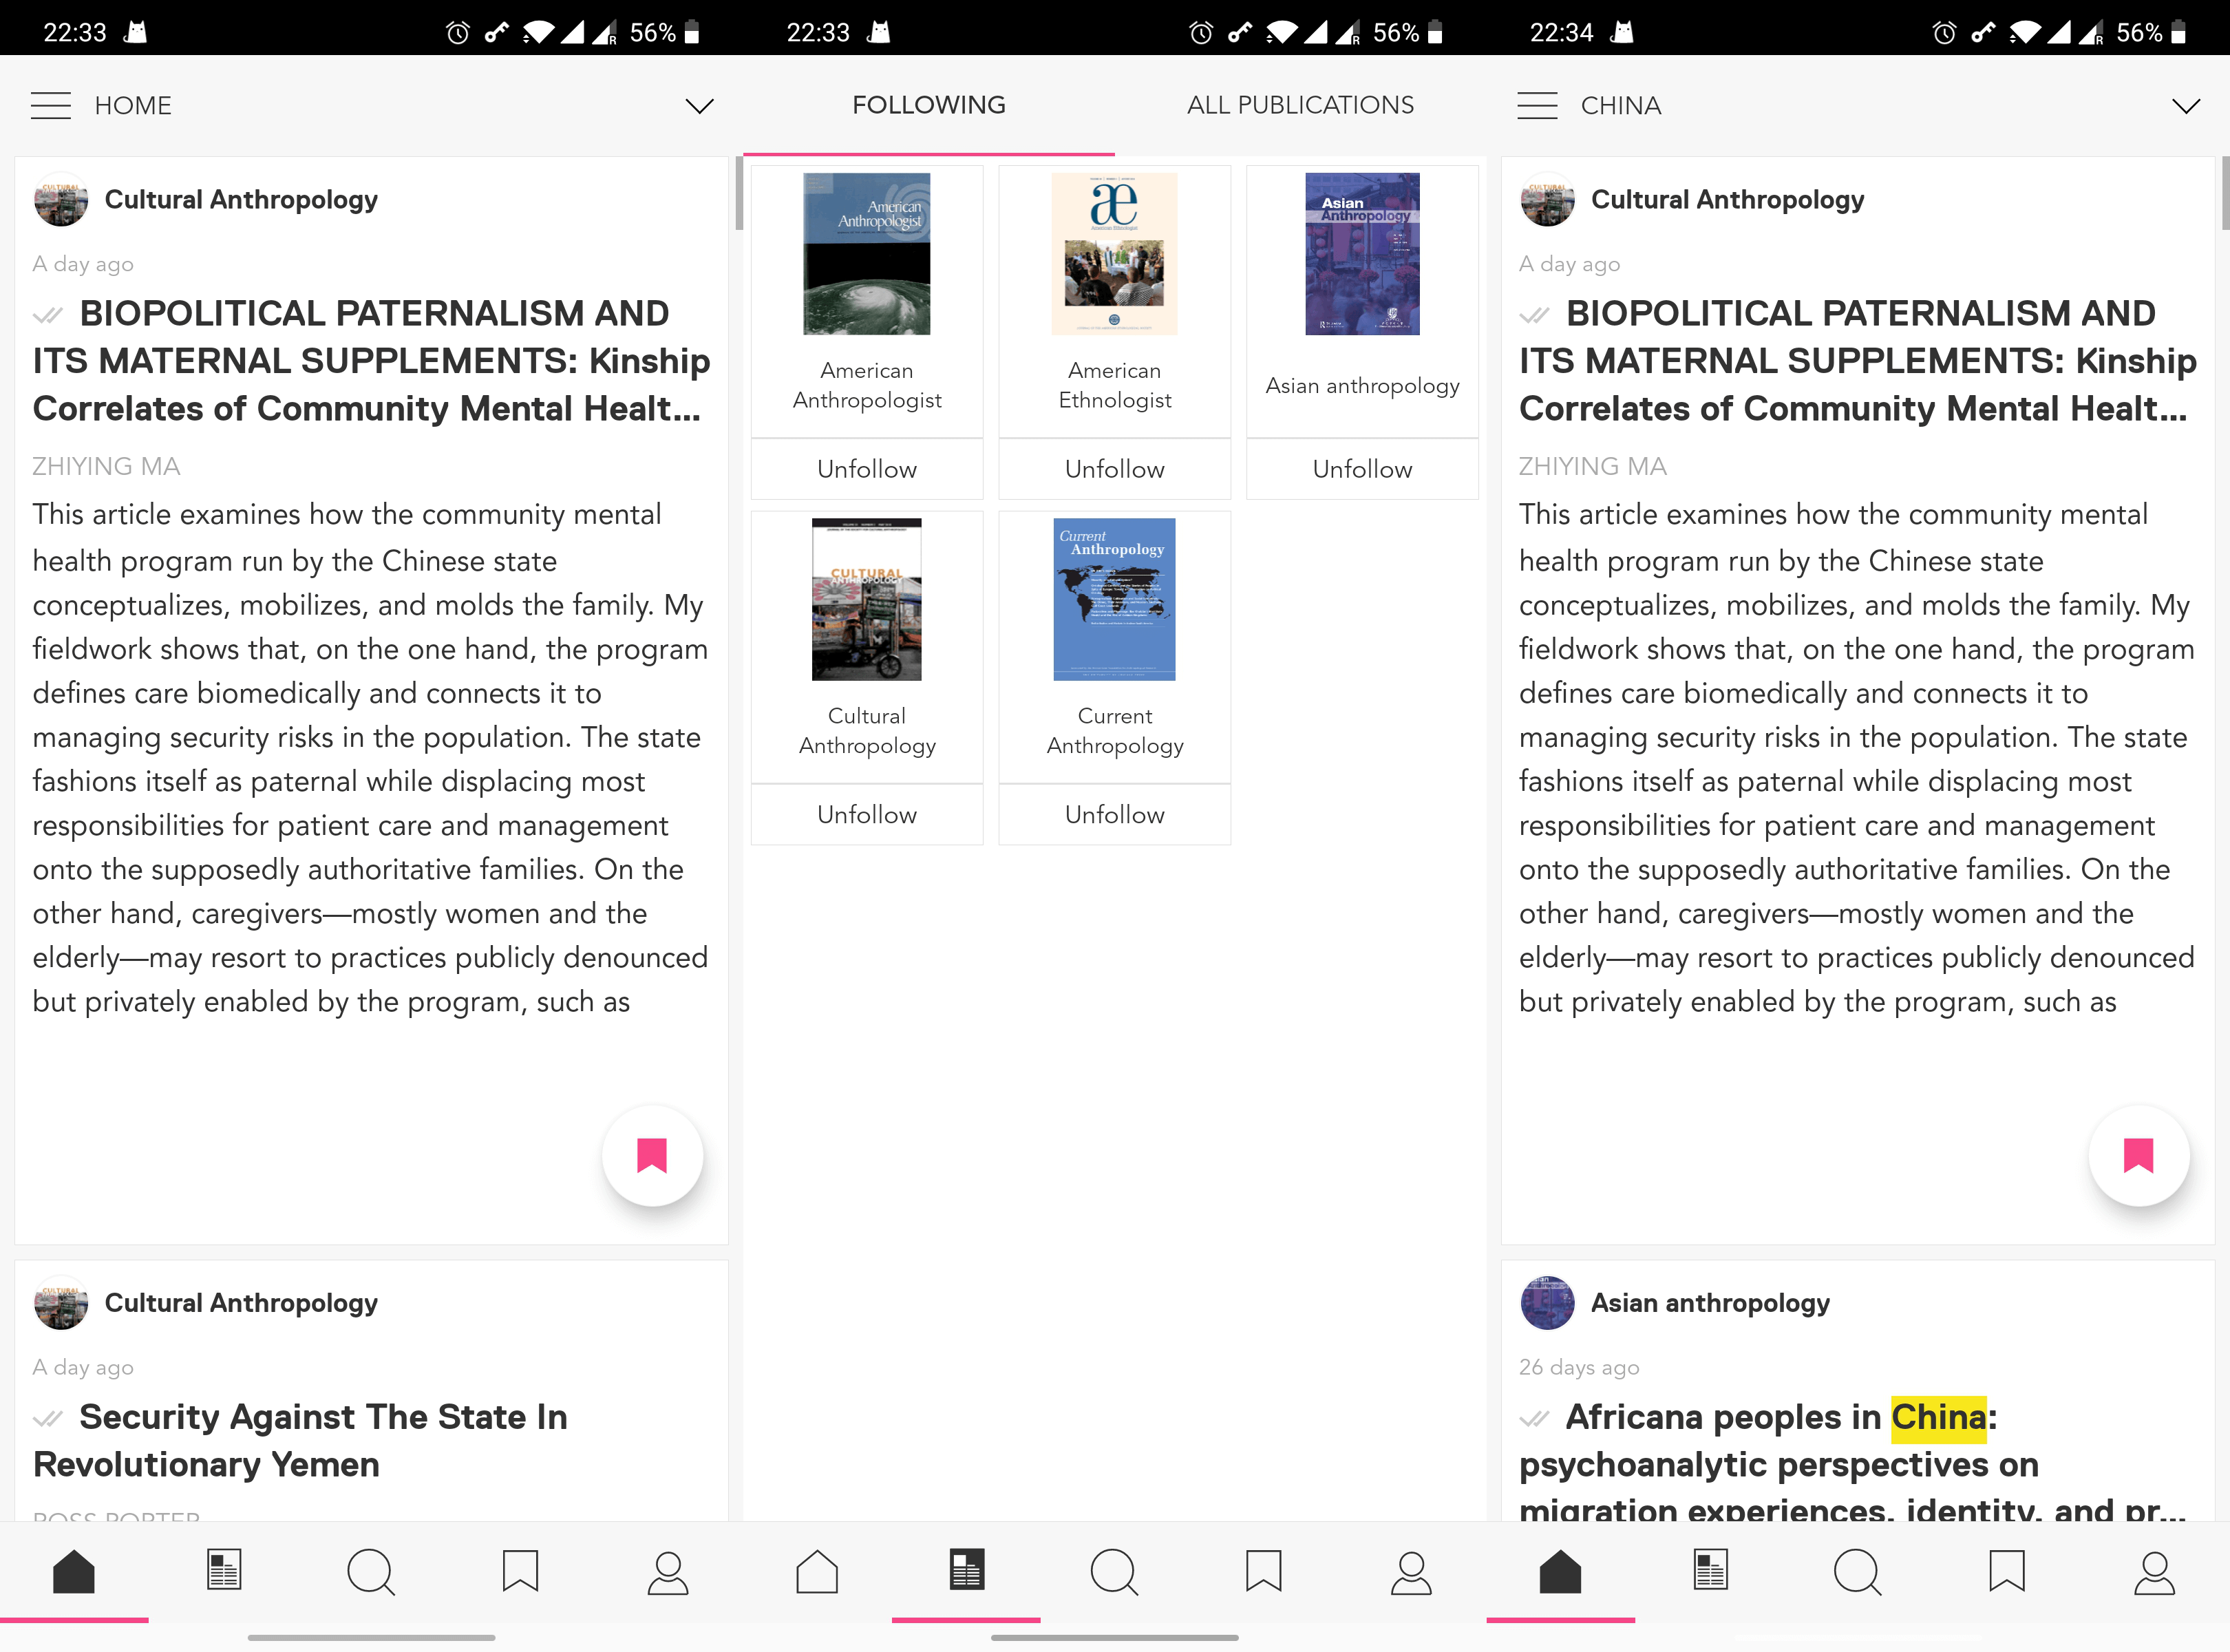 22:33
56%
HOME
Cultural Anthropology
A day ago
BIOPOLITICAL PATERNALISM AND
ITS MATERNAL SUPPLEMENTS: Kinship
Correlates of Community Mental Healt...
ZHIYING MA
This article examines how the community mental
health program run by the Chinese state
conceptualizes, mobilizes, and molds the family. My
fieldwork shows that, on the one hand, the program
defines care biomedically and connects it to
managing security risks in the population. The state
fashions itself as paternal while displacing most
responsibilities for patient care and management
onto the supposedly authoritative families. On the
other hand, caregivers—mostly women and the
elderly—may resort to practices publicly denounced
but privately enabled by the program, such as
Cultural Anthropology
A day ago
Security Against The State In
Revolutionary Yemen
ROSS PORTER
22:33
R
56%
FOLLOWING
ALL PUBLICATIONS
American
Anthropologist
American
Anthropologist
Unfollow
æ
American Ethnologist
American
Ethnologist
Unfollow
Asian
Anthropology
Asian anthropology
Unfollow
CULTURAL
ANTHROPOLOGY
Cultural
Anthropology
Unfollow
Current
Anthropology
Current
Anthropology
Unfollow
22:34
R
56%
CHINA
Cultural Anthropology
A day ago
BIOPOLITICAL PATERNALISM AND
ITS MATERNAL SUPPLEMENTS: Kinship
Correlates of Community Mental Healt...
ZHIYING MA
This article examines how the community mental
health program run by the Chinese state
conceptualizes, mobilizes, and molds the family. My
fieldwork shows that, on the one hand, the program
defines care biomedically and connects it to
managing security risks in the population. The state
fashions itself as paternal while displacing most
responsibilities for patient care and management
onto the supposedly authoritative families. On the
other hand, caregivers—mostly women and the
elderly—may resort to practices publicly denounced
but privately enabled by the program, such as
Asian anthropology
26 days ago
Africana peoples in China:
psychoanalytic perspectives on
migration experiences, identity, and pr...